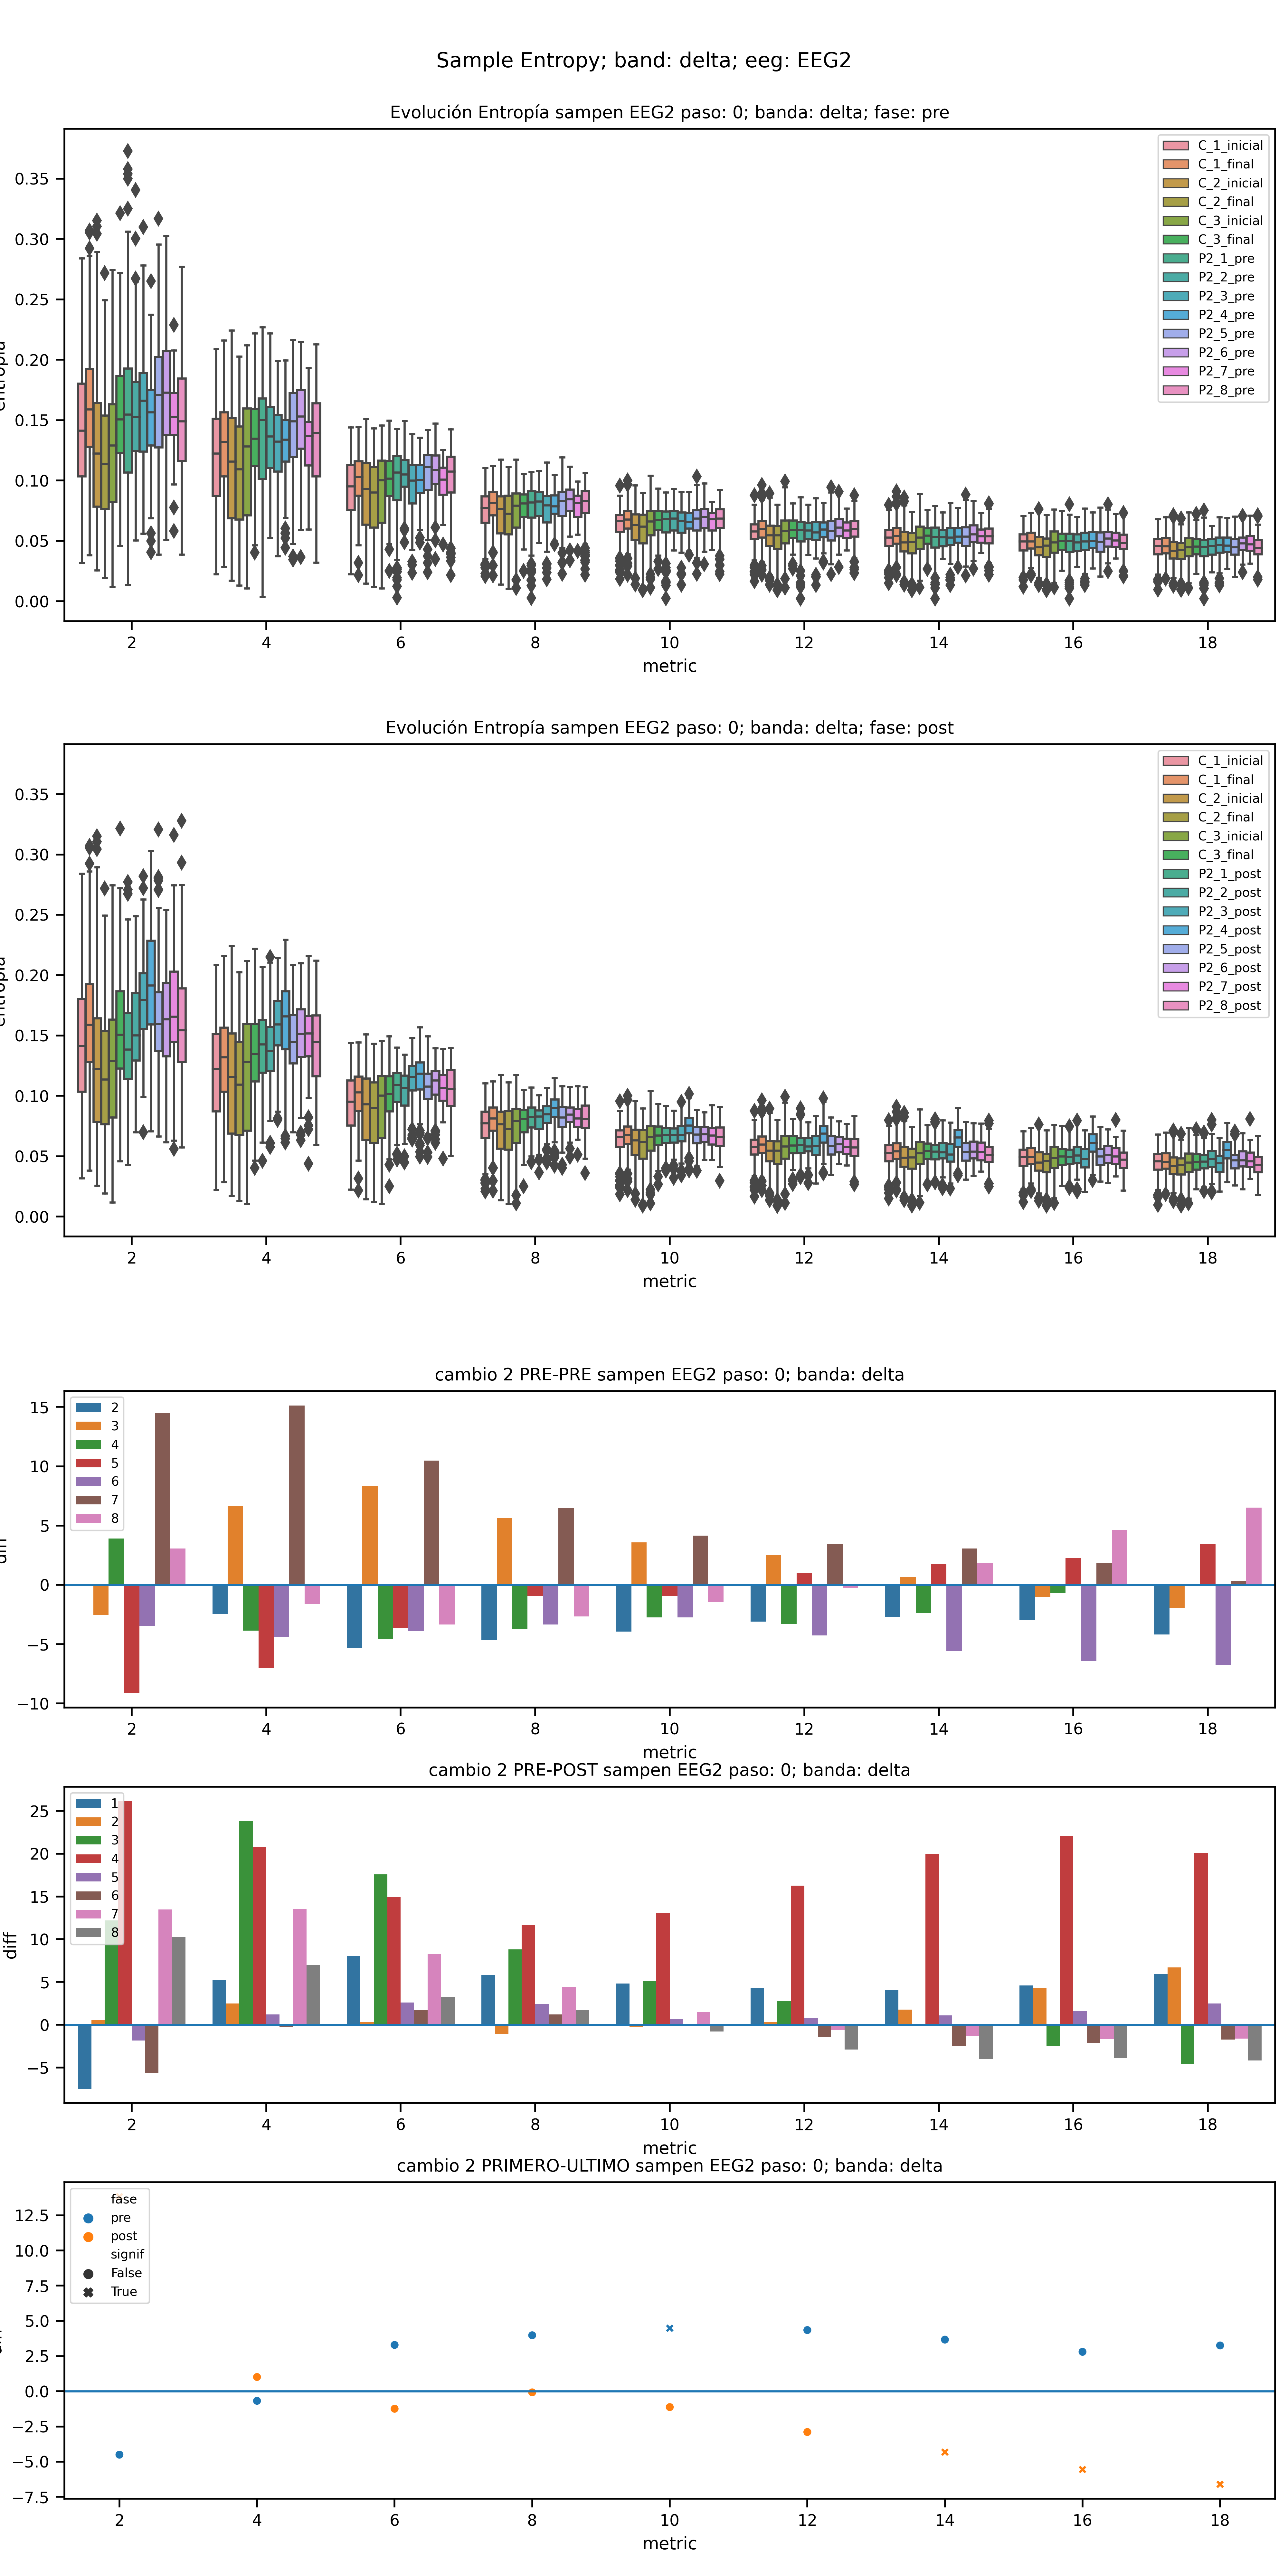 Sample Entropy; band: delta; eeg: EEG2
Evolución Entropía sampen EEG2 paso: 0; banda: delta; fase: pre
C_1_inicial
C_1_final
C_2_inicial
C_2_final
C_3_inicial
C_3_final
P2_1_pre
P2_2_pre
P2_3_pre
P2_4_pre
P2_5_pre
P2_6_pre
P2_7_pre
P2_8_pre
0.35
0.30
0.25
0.20
0.15
0.10
0.05
0.00
2 4 6 8 10 12 14 16 18
metric
Evolución Entropía sampen EEG2 paso: 0; banda: delta; fase: post
C_1_inicial
C_1_final
C_2_inicial
C_2_final
C_3_inicial
C_3_final
P2_1_post
P2_2_post
P2_3_post
P2_4_post
P2_5_post
P2_6_post
P2_7_post
P2_8_post
0.35
0.30
0.25
0.20
0.15
0.10
0.05
0.00
2 4 6 8 10 12 14 16 18
metric
cambio 2 PRE-PRE sampen EEG2 paso: 0; banda: delta
2
3
4
5
6
7
8
15
10
5
0
−5
−10
2 4 6 8 10 12 14 16 18
metric
cambio 2 PRE-POST sampen EEG2 paso: 0; banda: delta
1
2
3
4
5
6
7
8
diff
25
20
15
10
5
0
−5
2 4 6 8 10 12 14 16 18
metric
cambio 2 PRIMERO-ULTIMO sampen EEG2 paso: 0; banda: delta
fase
pre
post
signif
False
True
12.5
10.0
7.5
5.0
2.5
0.0
−2.5
−5.0
−7.5
2 4 6 8 10 12 14 16 18
metric